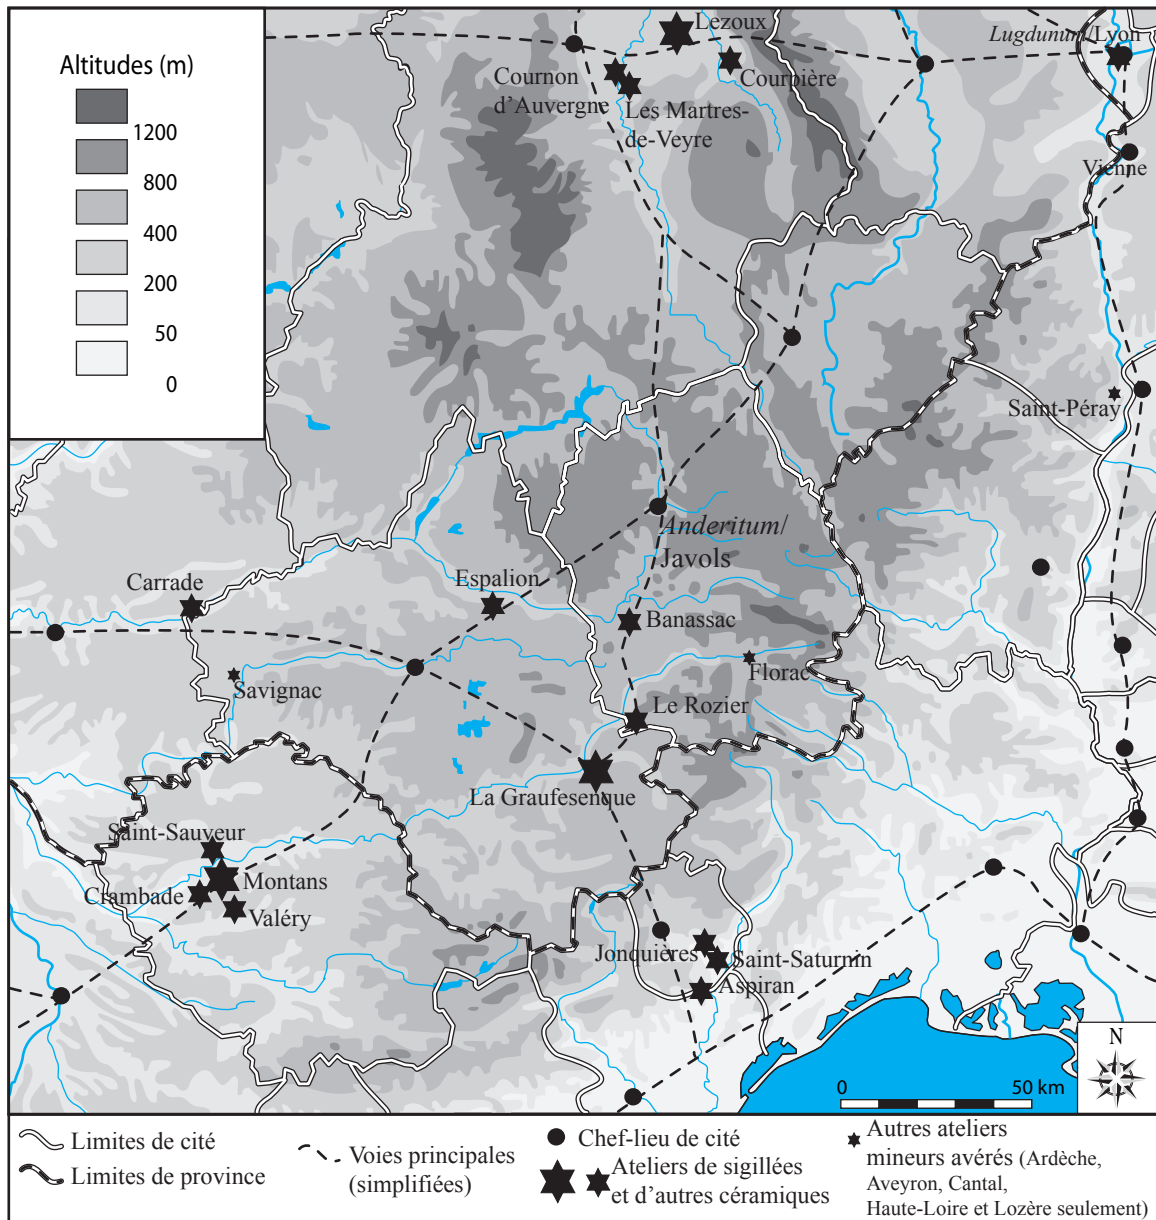 Altitudes (m)
1200
800
400
200
50
0
Lezoux
Lugdunum/Lyon
Cournon
d'Auvergne
Courpière
Les Martres-
de-Veyre
Vienne
Saint-Péray
Anderitum/
Javols
Carrade
Espalion
Banassac
Savignac
Florac
Le Rozier
La Graufesenque
Saint-Sauveur
Montans
Crambade
Valéry
Jonquières
Saint-Saturnin
Aspiran
N
0 50 km
Limites de cité
Limites de province
Voies principales
(simplifiées)
Chef-lieu de cité
Ateliers de sigillées
et d'autres céramiques
Autres ateliers
mineurs avérés (Ardèche,
Aveyron, Cantal,
Haute-Loire et Lozère seulement)